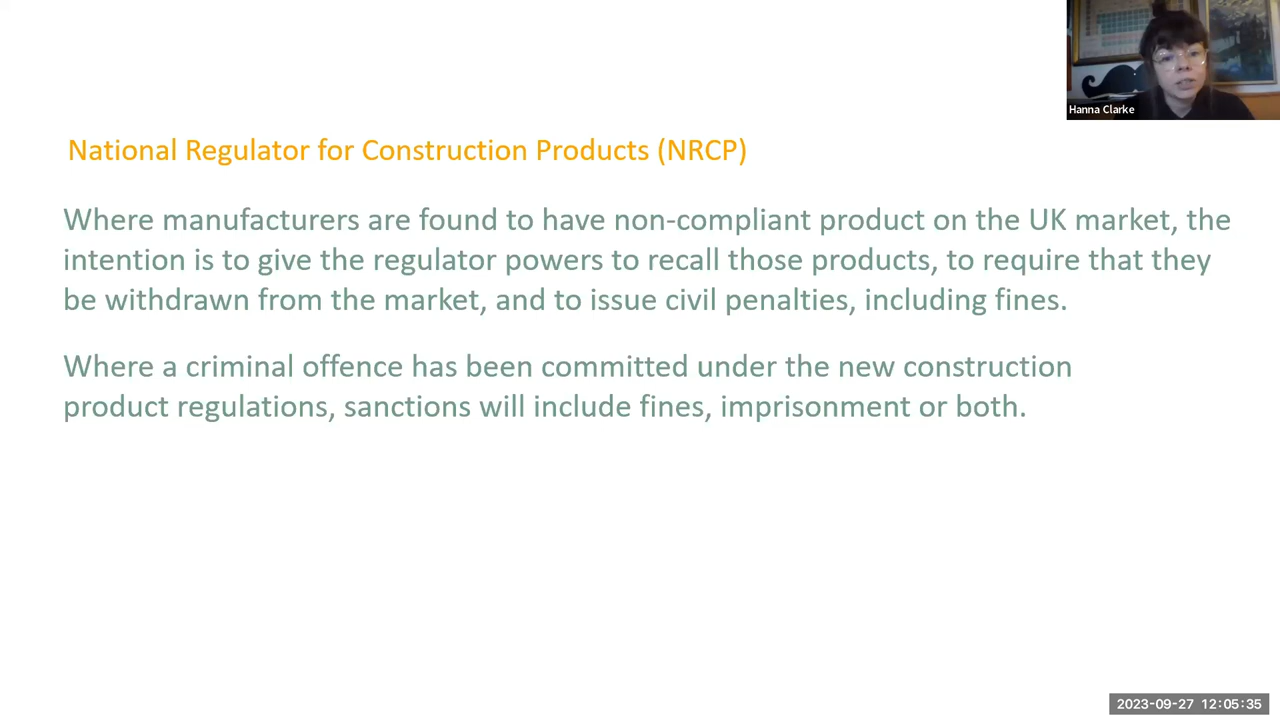 Hanna Clarke
National Regulator for Construction Products (NRCP)
Where manufacturers are found to have non-compliant product on the UK market, the
intention is to give the regulator powers to recall those products, to require that they
be withdrawn from the market, and to issue civil penalties, including fines.
Where a criminal offence has been committed under the new construction
product regulations, sanctions will include fines, imprisonment or both.
2023-09-27 12:05:35